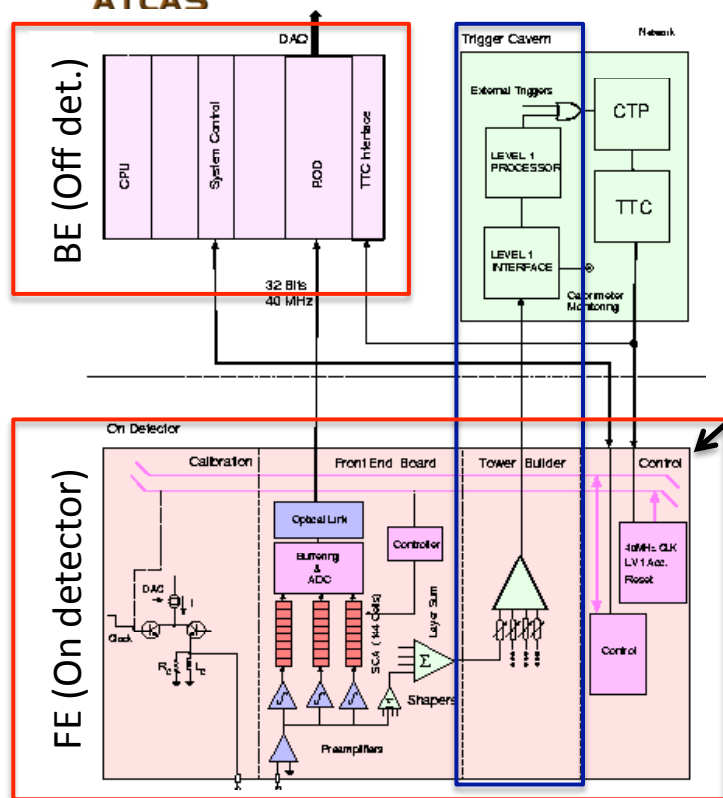 ATLAS
DAQ
Trigger Cavern
Network
BE (Off det.)
CPU
System Control
ROD
TTC Interface
External Triggers
CTP
LEVEL 1
PROCESSOR
TTC
LEVEL 1
INTERFACE
Calorimeter
Monitoring
32 Bits
40 MHz
FE (On detector)
On Detector
Calibration
Front End Board
Tower Builder
Control
Optical Link
Controller
Buffering
&
ADC
40MHz CLK
LV1 Acc.
Reset
DAC
I
Clock
SCA (144 Cells)
Layer Sum
Σ
Control
Shapers
Σ
Preamplifiers